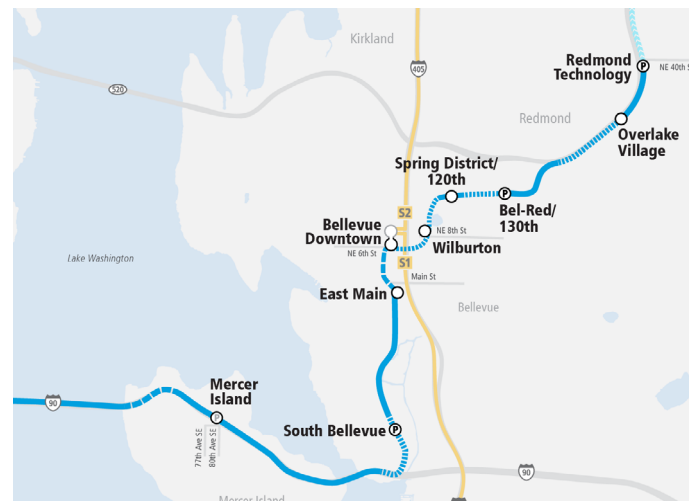 Kirkland
405
520
Redmond
Technology
P
NE 40th St
Redmond
Overlake
Village
Spring District/
120th
P
Bel-Red/
130th
S2
Bellevue
Downtown
NE 8th St
Wilburton
NE 6th St
S1
Lake Washington
Main St
East Main
Bellevue
Mercer
Island
90
P
77th Ave SE
80th Ave SE
South Bellevue
P
90
Mercer Island